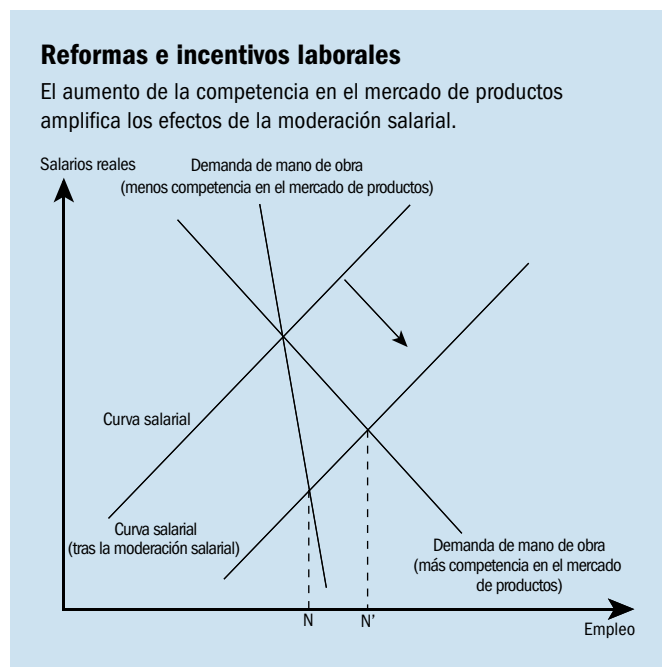 Reformas e incentivos laborales
El aumento de la competencia en el mercado de productos
amplifica los efectos de la moderación salarial.
Salarios reales
Demanda de mano de obra
(menos competencia en el mercado de productos)
Curva salarial
Curva salarial
(tras la moderación salarial)
Demanda de mano de obra
(más competencia en el mercado
de productos)
N
N’
Empleo